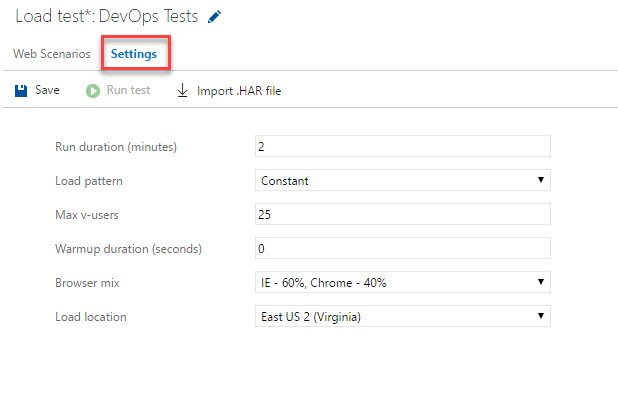 Load test*: DevOps Tests
Web Scenarios Settings
Save Run test Import .HAR file
Run duration (minutes) 2
Load pattern Constant
Max v-users 25
Warmup duration (seconds) 0
Browser mix IE - 60%, Chrome - 40%
Load location East US 2 (Virginia)